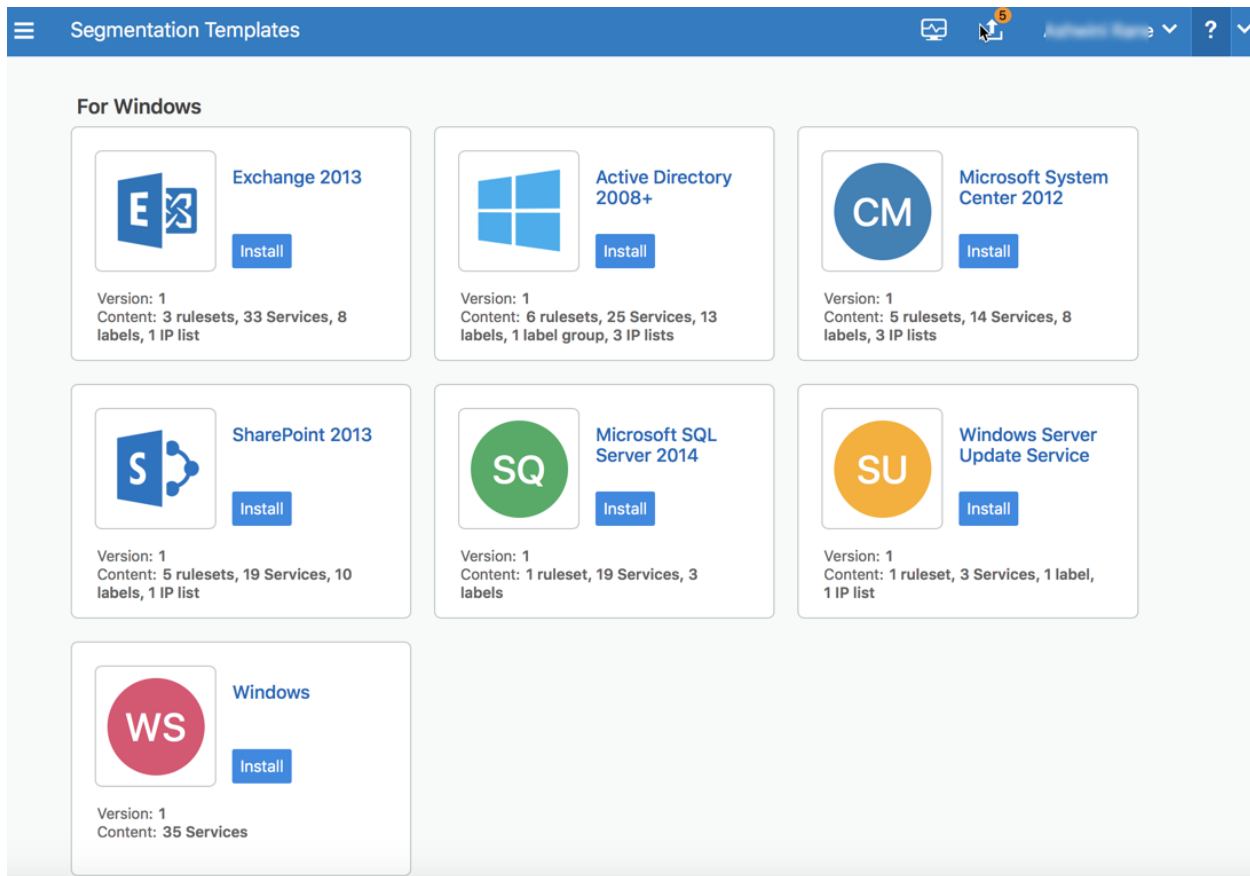 Segmentation Templates
5
?
For Windows
E
Exchange 2013
Install
Version: 1
Content: 3 rulesets, 33 Services, 8
labels, 1 IP list
Active Directory
2008+
Install
Version: 1
Content: 6 rulesets, 25 Services, 13
labels, 1 label group, 3 IP lists
CM
Microsoft System
Center 2012
Install
Version: 1
Content: 5 rulesets, 14 Services, 8
labels, 3 IP lists
S
SharePoint 2013
Install
Version: 1
Content: 5 rulesets, 19 Services, 10
labels, 1 IP list
SQ
Microsoft SQL
Server 2014
Install
Version: 1
Content: 1 ruleset, 19 Services, 3
labels
SU
Windows Server
Update Service
Install
Version: 1
Content: 1 ruleset, 3 Services, 1 label,
1 IP list
WS
Windows
Install
Version: 1
Content: 35 Services